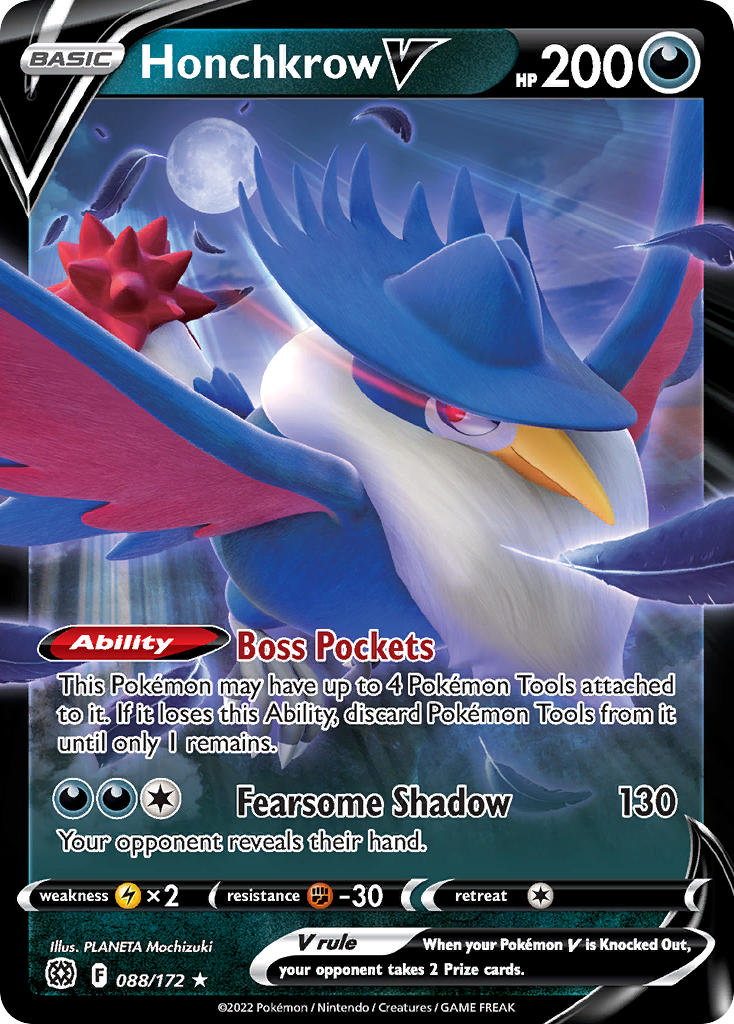 BASIC Honchkrow V HP 200
Ability Boss Pockets
This Pokémon may have up to 4 Pokémon Tools attached
to it. If it loses this Ability, discard Pokémon Tools from it
until only 1 remains.
Fearsome Shadow 130
Your opponent reveals their hand.
weakness ×2 resistance -30 retreat
Illus. PLANETA Mochizuki
V rule When your Pokémon V is Knocked Out,
your opponent takes 2 Prize cards.
F 088/172 ★
©2022 Pokémon / Nintendo / Creatures / GAME FREAK